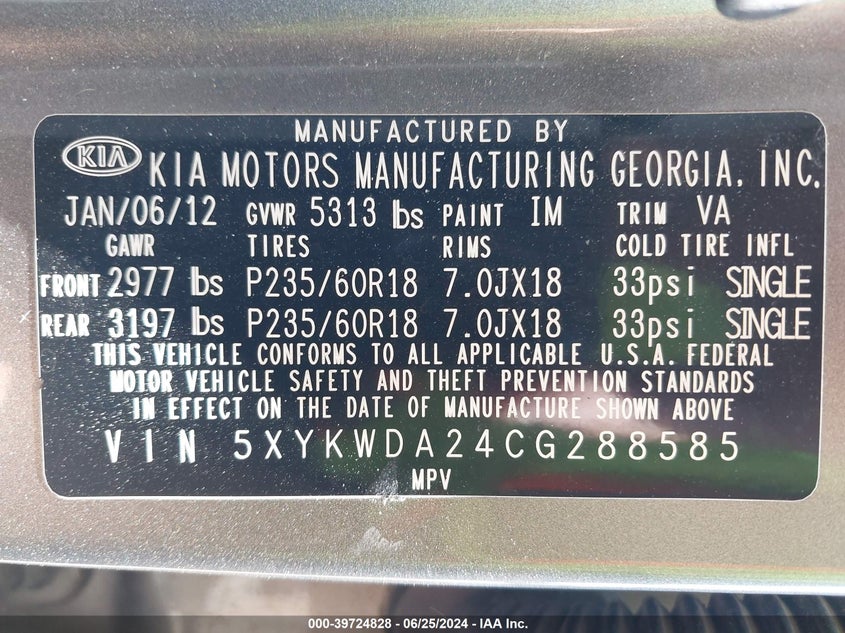 MANUFACTURED BY
KIA KIA MOTORS MANUFACTURING GEORGIA, INC.
JAN/06/12 GVWR 5313 lbs PAINT IM TRIM VA
GAWR TIRES RIMS COLD TIRE INFL
FRONT 2977 lbs P235/60R18 7.0JX18 33psi SINGLE
REAR 3197 lbs P235/60R18 7.0JX18 33psi SINGLE
THIS VEHICLE CONFORMS TO ALL APPLICABLE U.S.A. FEDERAL
MOTOR VEHICLE SAFETY AND THEFT PREVENTION STANDARDS
IN EFFECT ON THE DATE OF MANUFACTURE SHOWN ABOVE
VIN 5XYKWDA24CG288585
MPV
000-39724828 - 06/25/2024 - IAA Inc.